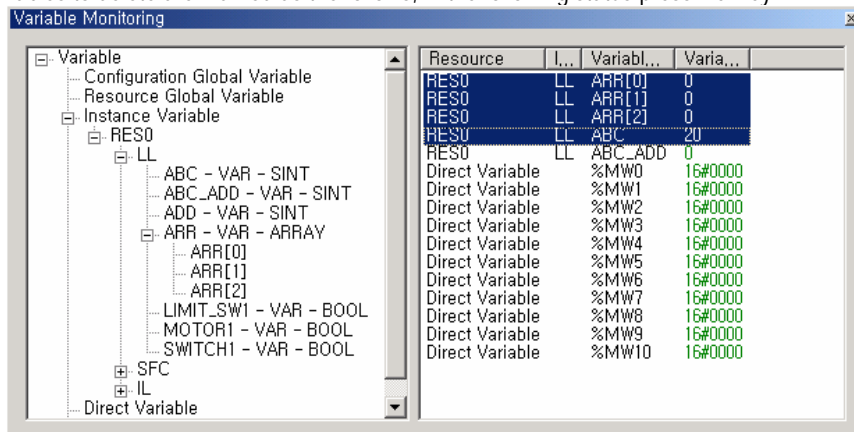 Variable Monitoring
Variable
Configuration Global Variable
Resource Global Variable
Instance Variable
RES0
LL
ABC - VAR - SINT
ABC_ADD - VAR - SINT
ADD - VAR - SINT
ARR - VAR - ARRAY
ARR[0]
ARR[1]
ARR[2]
LIMIT_SW1 - VAR - BOOL
MOTOR1 - VAR - BOOL
SWITCH1 - VAR - BOOL
SFC
IL
Direct Variable
Resource I... Variabl... Varia...
RES0 LL ARR[0] 0
RES0 LL ARR[1] 0
RES0 LL ARR[2] 0
RES0 LL ABC 20
RES0 LL ABC_ADD 0
Direct Variable %MW0 16#0000
Direct Variable %MW1 16#0000
Direct Variable %MW2 16#0000
Direct Variable %MW3 16#0000
Direct Variable %MW4 16#0000
Direct Variable %MW5 16#0000
Direct Variable %MW6 16#0000
Direct Variable %MW7 16#0000
Direct Variable %MW8 16#0000
Direct Variable %MW9 16#0000
Direct Variable %MW10 16#0000